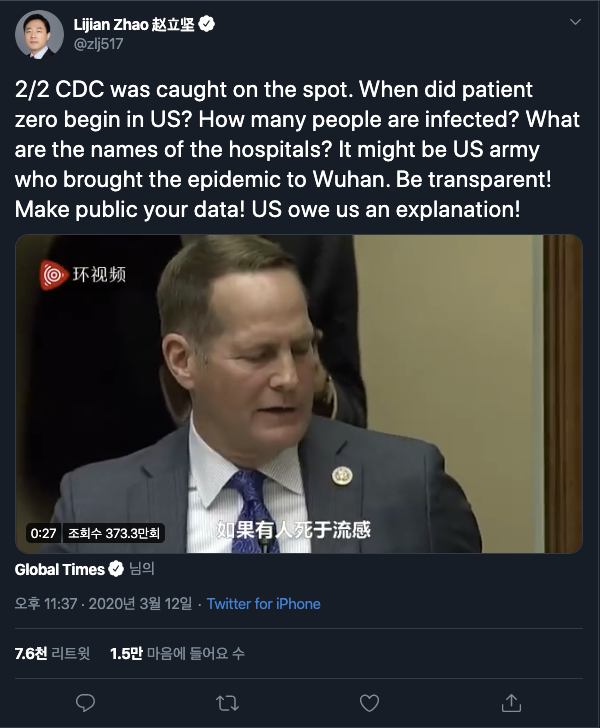 Lijian Zhao 赵立坚
@zlj517
2/2 CDC was caught on the spot. When did patient
zero begin in US? How many people are infected? What
are the names of the hospitals? It might be US army
who brought the epidemic to Wuhan. Be transparent!
Make public your data! US owe us an explanation!
环视频
如果有人死于流感
0:27 조회수 373.3만회
Global Times 님의
오후 11:37 · 2020년 3월 12일 · Twitter for iPhone
7.6천 리트윗 1.5만 마음에 들어요 수